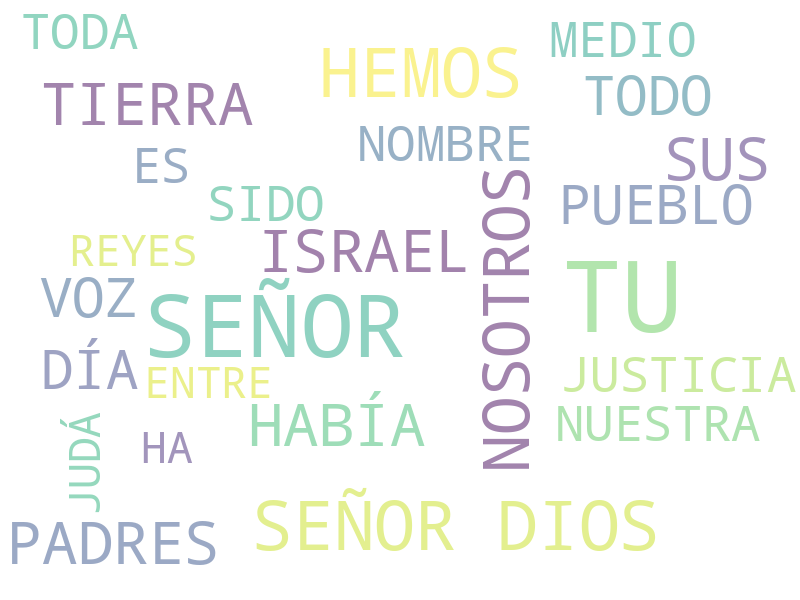 TODA
MEDIO
HEMOS
TIERRA
TODO
NOMBRE
ES
SUS
SIDO
PUEBLO
REYES
ISRAEL
NOSOTROS
VOZ
SEÑOR
TU
DÍA
ENTRE
JUSTICIA
HABÍA
NUESTRA
JUDÁ
HA
PADRES
SEÑOR DIOS